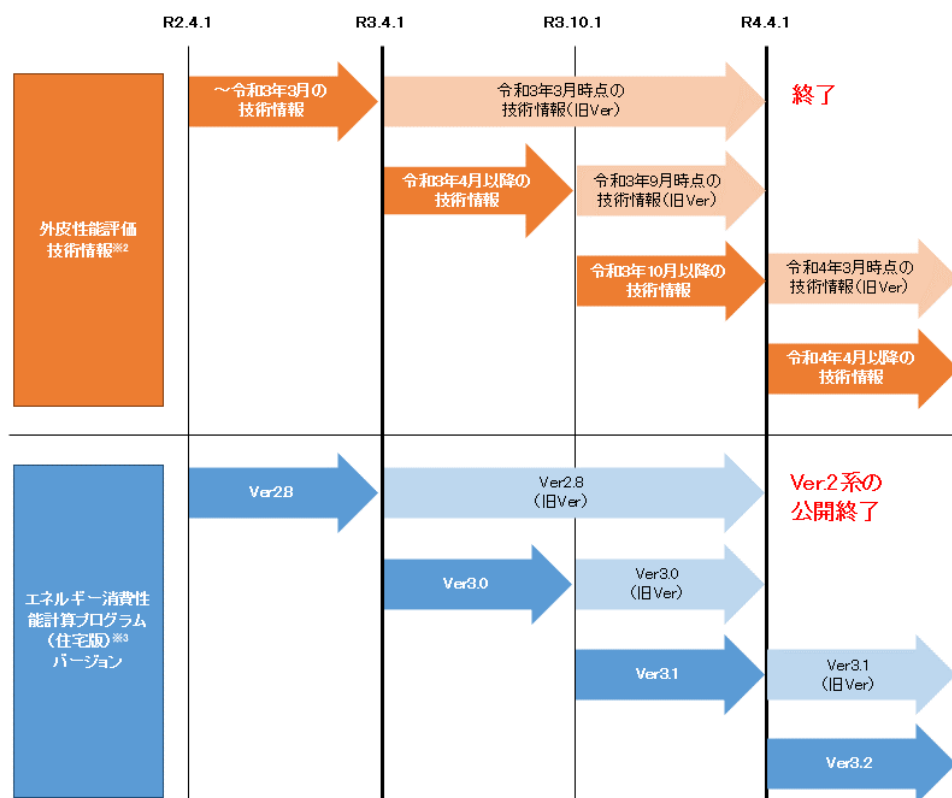 R2.4.1
R3.4.1
R3.10.1
R4.4.1
外皮性能評価
技術情報※2
～令和3年3月の
技術情報
令和3年3月時点の
技術情報(旧Ver)
終了
令和3年4月以降の
技術情報
令和3年9月時点の
技術情報(旧Ver)
令和3年10月以降の
技術情報
令和4年3月時点の
技術情報(旧Ver)
令和4年4月以降の
技術情報
エネルギー消費性
能計算プログラム
(住宅版)※3
バージョン
Ver2.8
Ver2.8
(旧Ver)
Ver.2系の
公開終了
Ver3.0
Ver3.0
(旧Ver)
Ver3.1
Ver3.1
(旧Ver)
Ver3.2